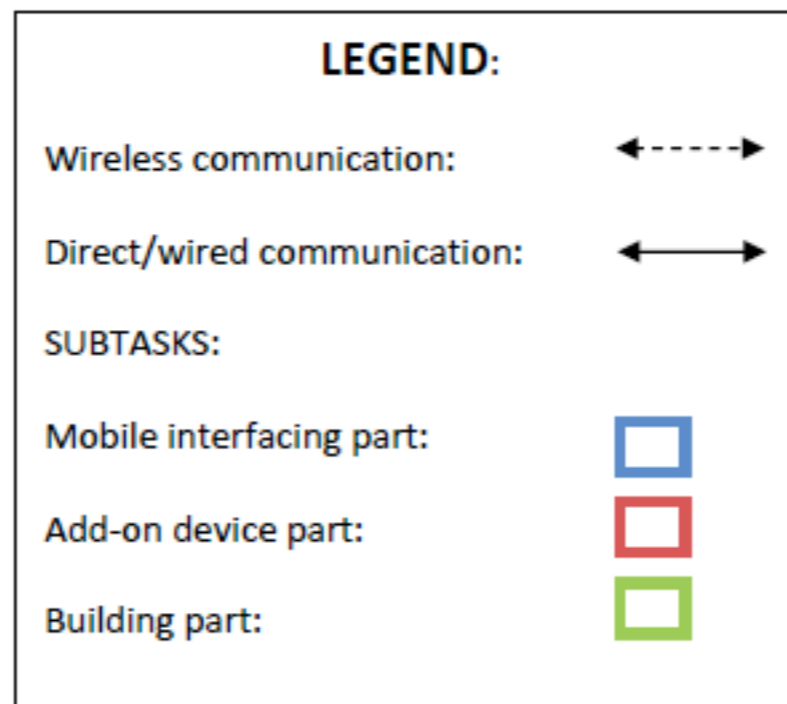 LEGEND:
Wireless communication:
Direct/wired communication:
SUBTASKS:
Mobile interfacing part:
Add-on device part:
Building part: